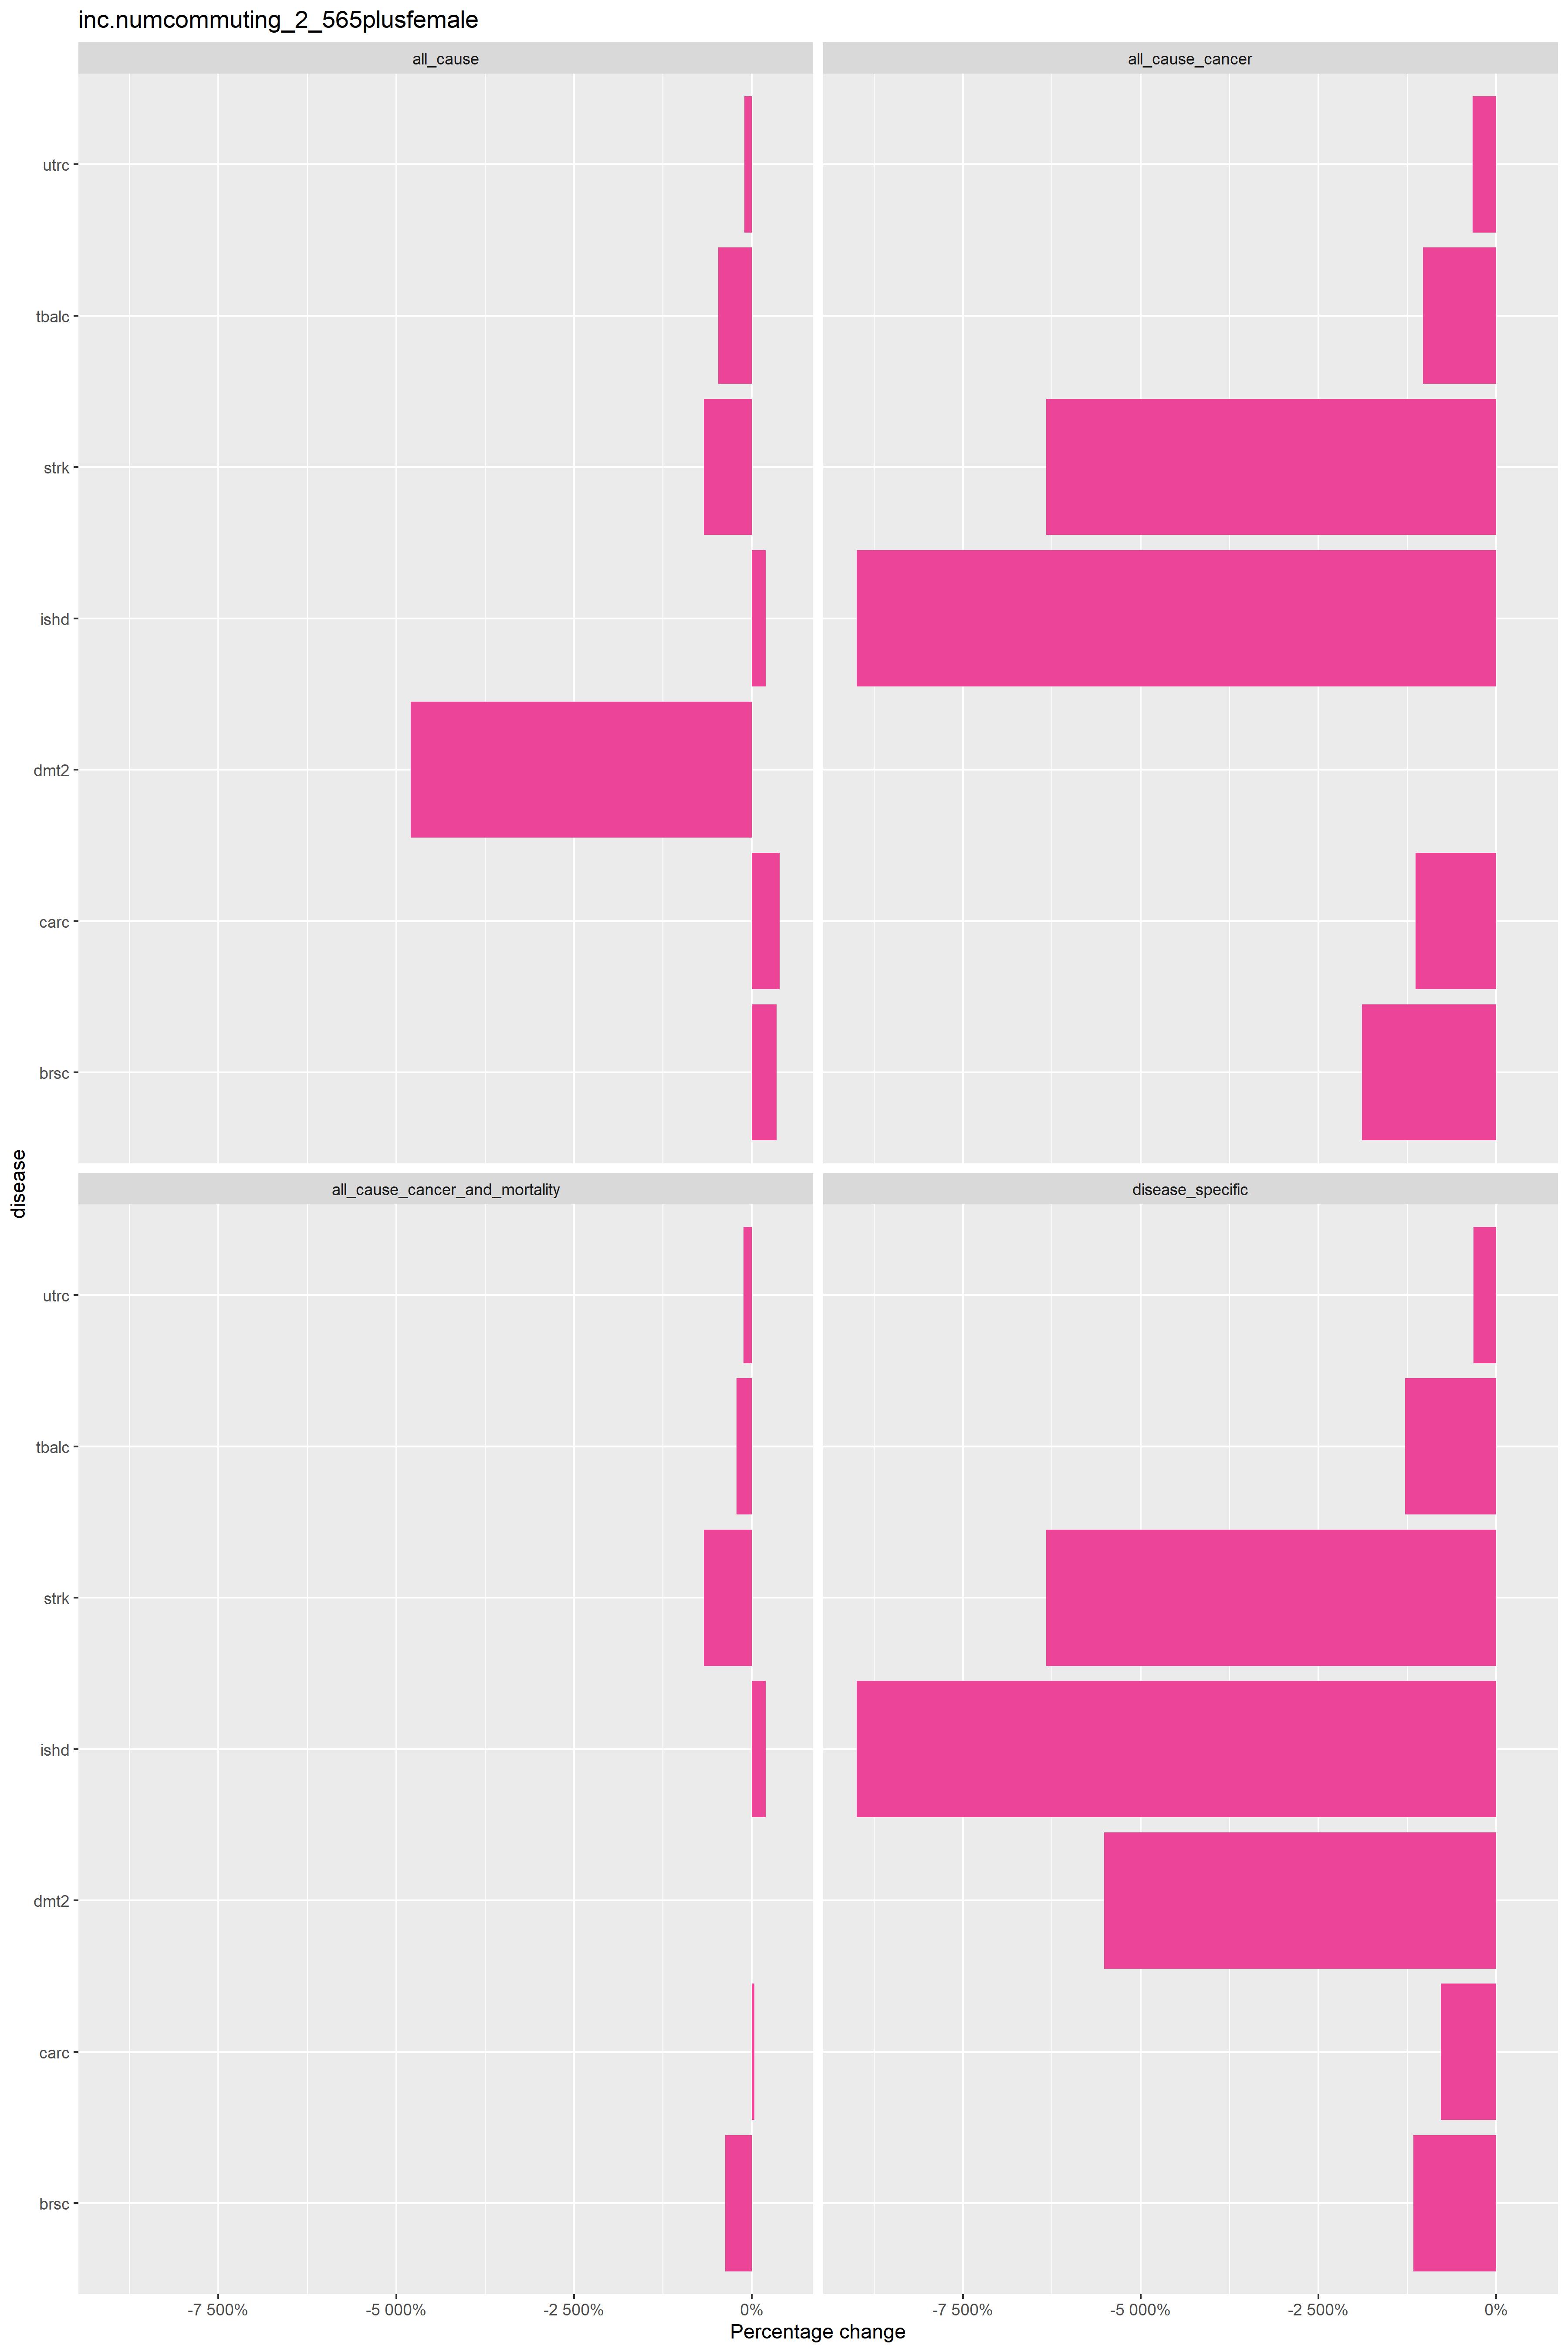 inc.numcommuting_2_565plusfemale
all_cause
all_cause_cancer
utrc
tbalc
strk
ishd
dmt2
carc
brsc
disease
all_cause_cancer_and_mortality
disease_specific
utrc
tbalc
strk
ishd
dmt2
carc
brsc
-7 500%
-5 000%
-2 500%
0%
-7 500%
-5 000%
-2 500%
0%
Percentage change